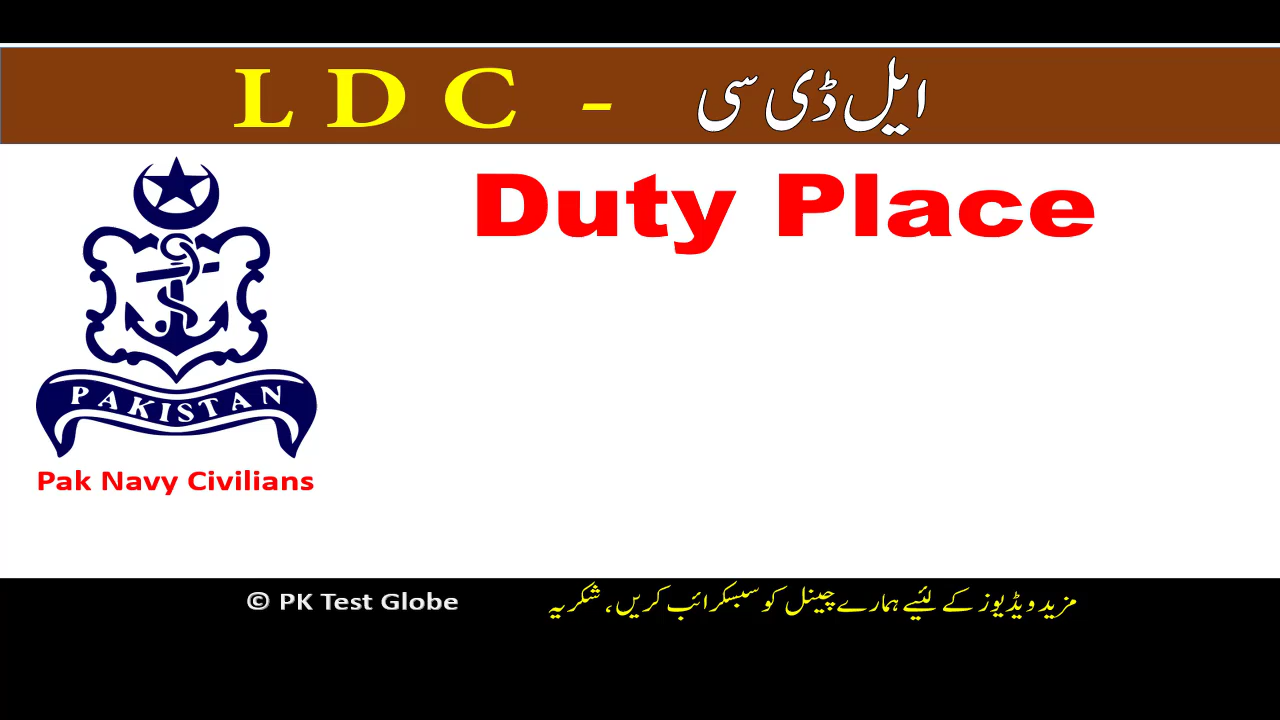 L D C - ایل ڈی سی
Duty Place
PAKISTAN
Pak Navy Civilians
© PK Test Globe
مزید ویڈیوز کے لئیے ہمارے چینل کو سبسکرائب کریں ، شکریہ